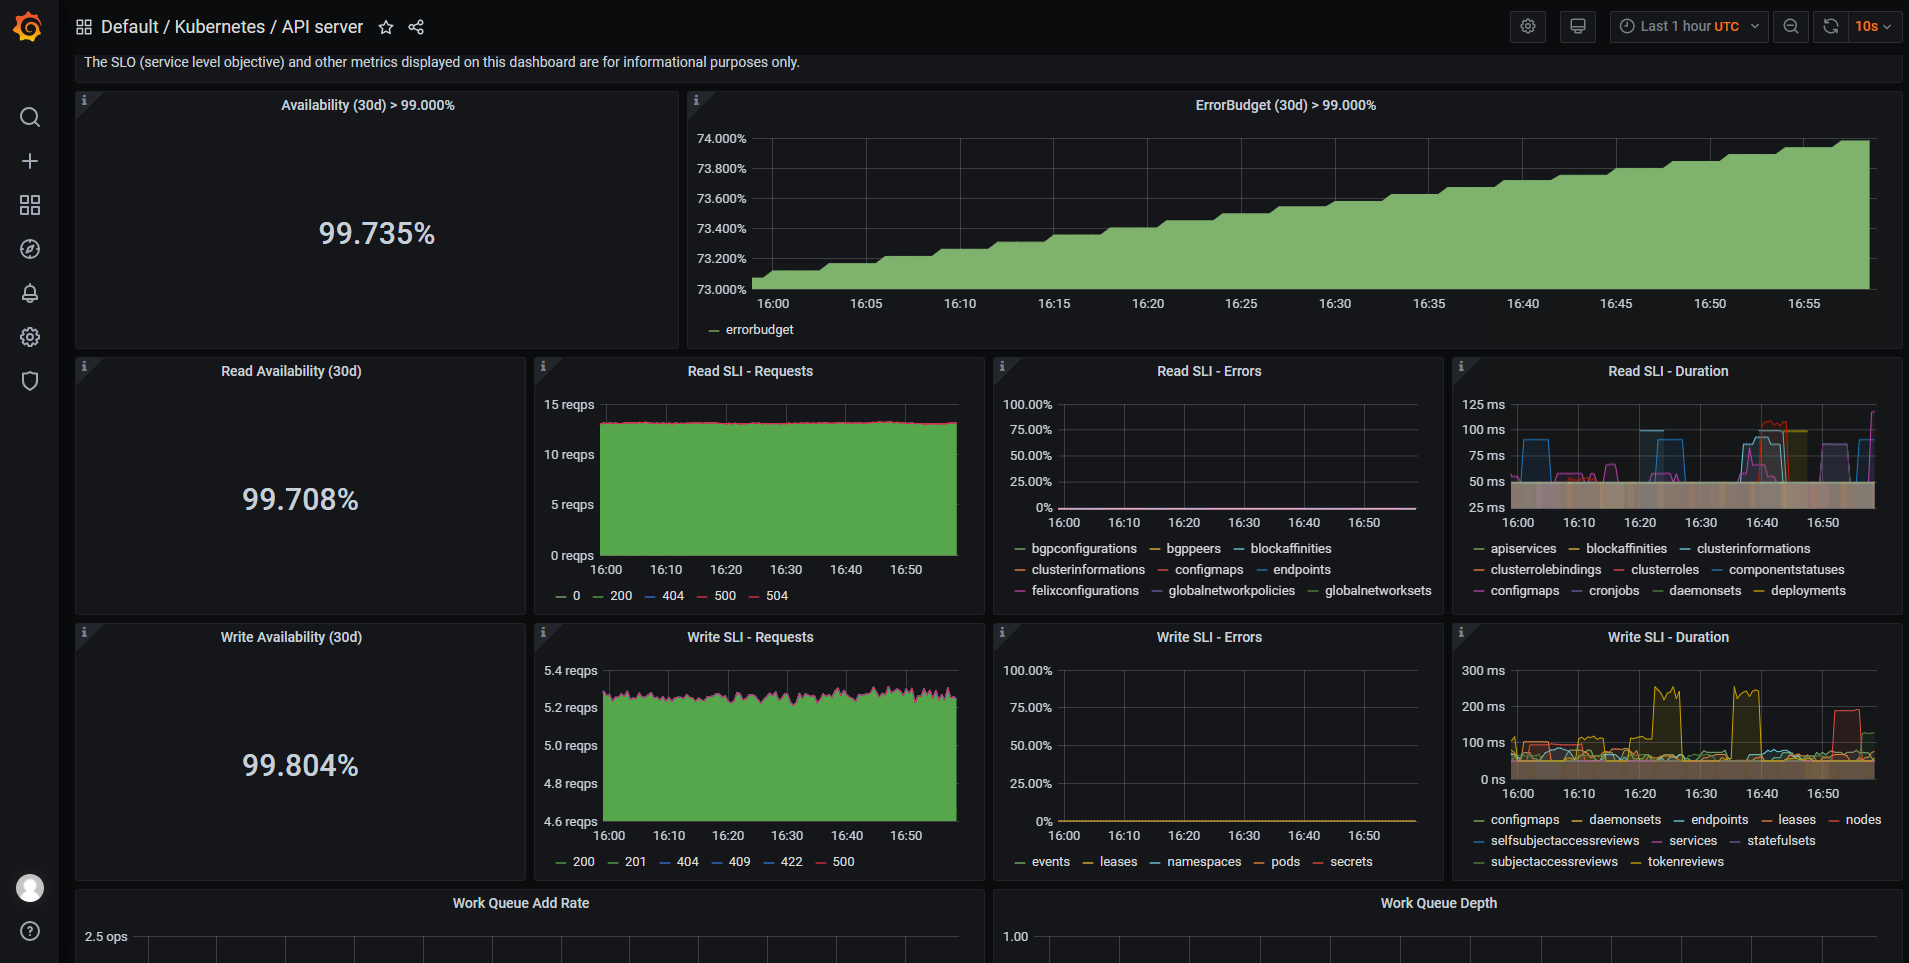 Default / Kubernetes / API server
Last 1 hour UTC
10s
The SLO (service level objective) and other metrics displayed on this dashboard are for informational purposes only.
Availability (30d) > 99.000%
99.735%
ErrorBudget (30d) > 99.000%
74.000%
73.800%
73.600%
73.400%
73.200%
73.000%
16:00 16:05 16:10 16:15 16:20 16:25 16:30 16:35 16:40 16:45 16:50 16:55
errorbudget
Read Availability (30d)
99.708%
Read SLI - Requests
15 reqps
10 reqps
5 reqps
0 reqps
16:00 16:10 16:20 16:30 16:40 16:50
0 200 404 500 504
Read SLI - Errors
100.00%
75.00%
50.00%
25.00%
0%
16:00 16:10 16:20 16:30 16:40 16:50
bgpconfigurations bgppeers blockaffinities
clusterinformations configmaps endpoints
felixconfigurations globalnetworkpolicies globalnetworksets
Read SLI - Duration
125 ms
100 ms
75 ms
50 ms
25 ms
16:00 16:10 16:20 16:30 16:40 16:50
apiservices blockaffinities clusterinformations
clusterrolebindings clusterroles componentstatuses
configmaps cronjobs daemonsets deployments
Write Availability (30d)
99.804%
Write SLI - Requests
5.4 reqps
5.2 reqps
5.0 reqps
4.8 reqps
4.6 reqps
16:00 16:10 16:20 16:30 16:40 16:50
200 201 404 409 422 500
Write SLI - Errors
100.00%
75.00%
50.00%
25.00%
0%
16:00 16:10 16:20 16:30 16:40 16:50
events leases namespaces pods secrets
Write SLI - Duration
300 ms
200 ms
100 ms
0 ns
16:00 16:10 16:20 16:30 16:40 16:50
configmaps daemonsets endpoints leases nodes
selfsubjectaccessreviews services statefulsets
subjectaccessreviews tokenreviews
Work Queue Add Rate
2.5 ops
Work Queue Depth
1.00